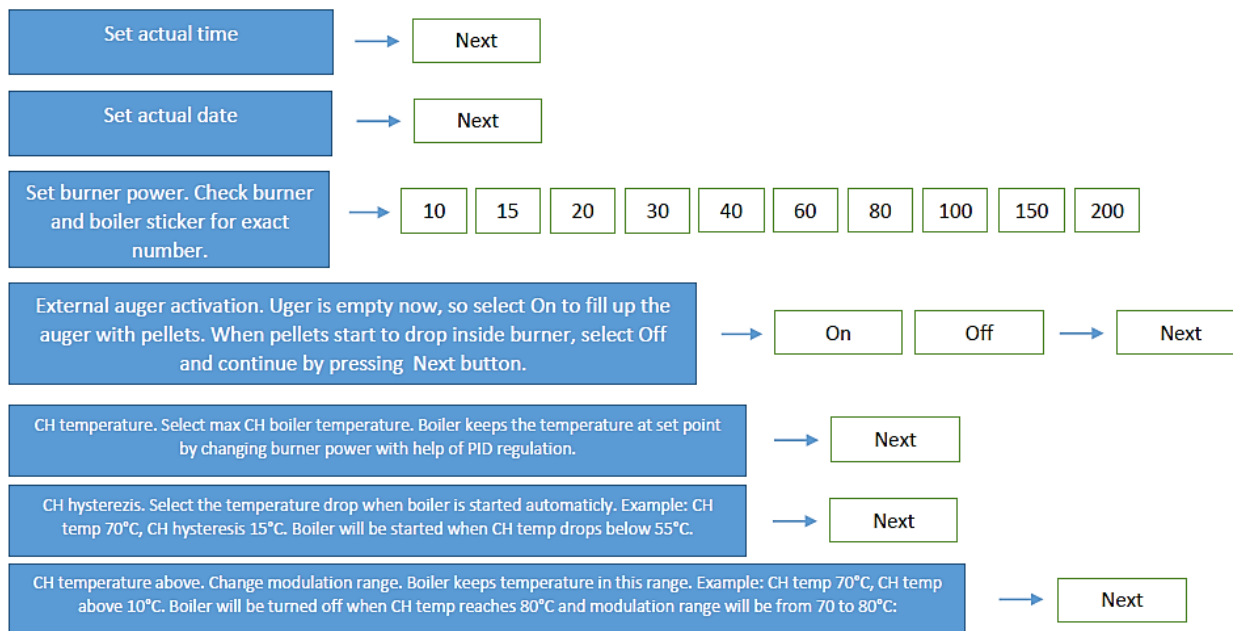 Set actual time
Next
Set actual date
Next
Set burner power. Check burner
and boiler sticker for exact
number.
10 15 20 30 40 60 80 100 150 200
External auger activation. Uger is empty now, so select On to fill up the
auger with pellets. When pellets start to drop inside burner, select Off
and continue by pressing Next button.
On Off Next
CH temperature. Select max CH boiler temperature. Boiler keeps the temperature at set point
by changing burner power with help of PID regulation.
Next
CH hysterezis. Select the temperature drop when boiler is started automaticly. Example: CH
temp 70°C, CH hysteresis 15°C. Boiler will be started when CH temp drops below 55°C.
Next
CH temperature above. Change modulation range. Boiler keeps temperature in this range. Example: CH temp 70°C, CH temp
above 10°C. Boiler will be turned off when CH temp reaches 80°C and modulation range will be from 70 to 80°C:
Next